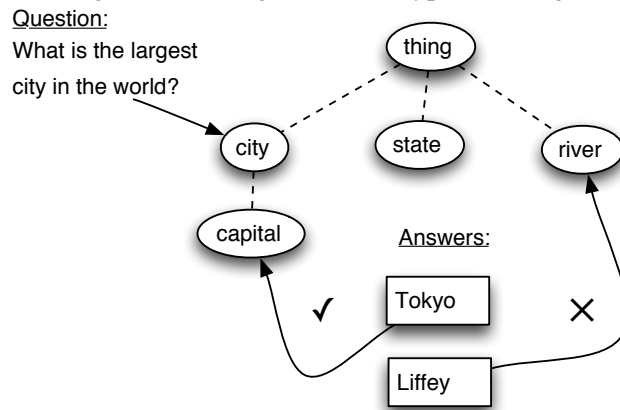 Question:
What is the largest
city in the world?
thing
city
state
river
capital
Answers:
Tokyo
Liffey